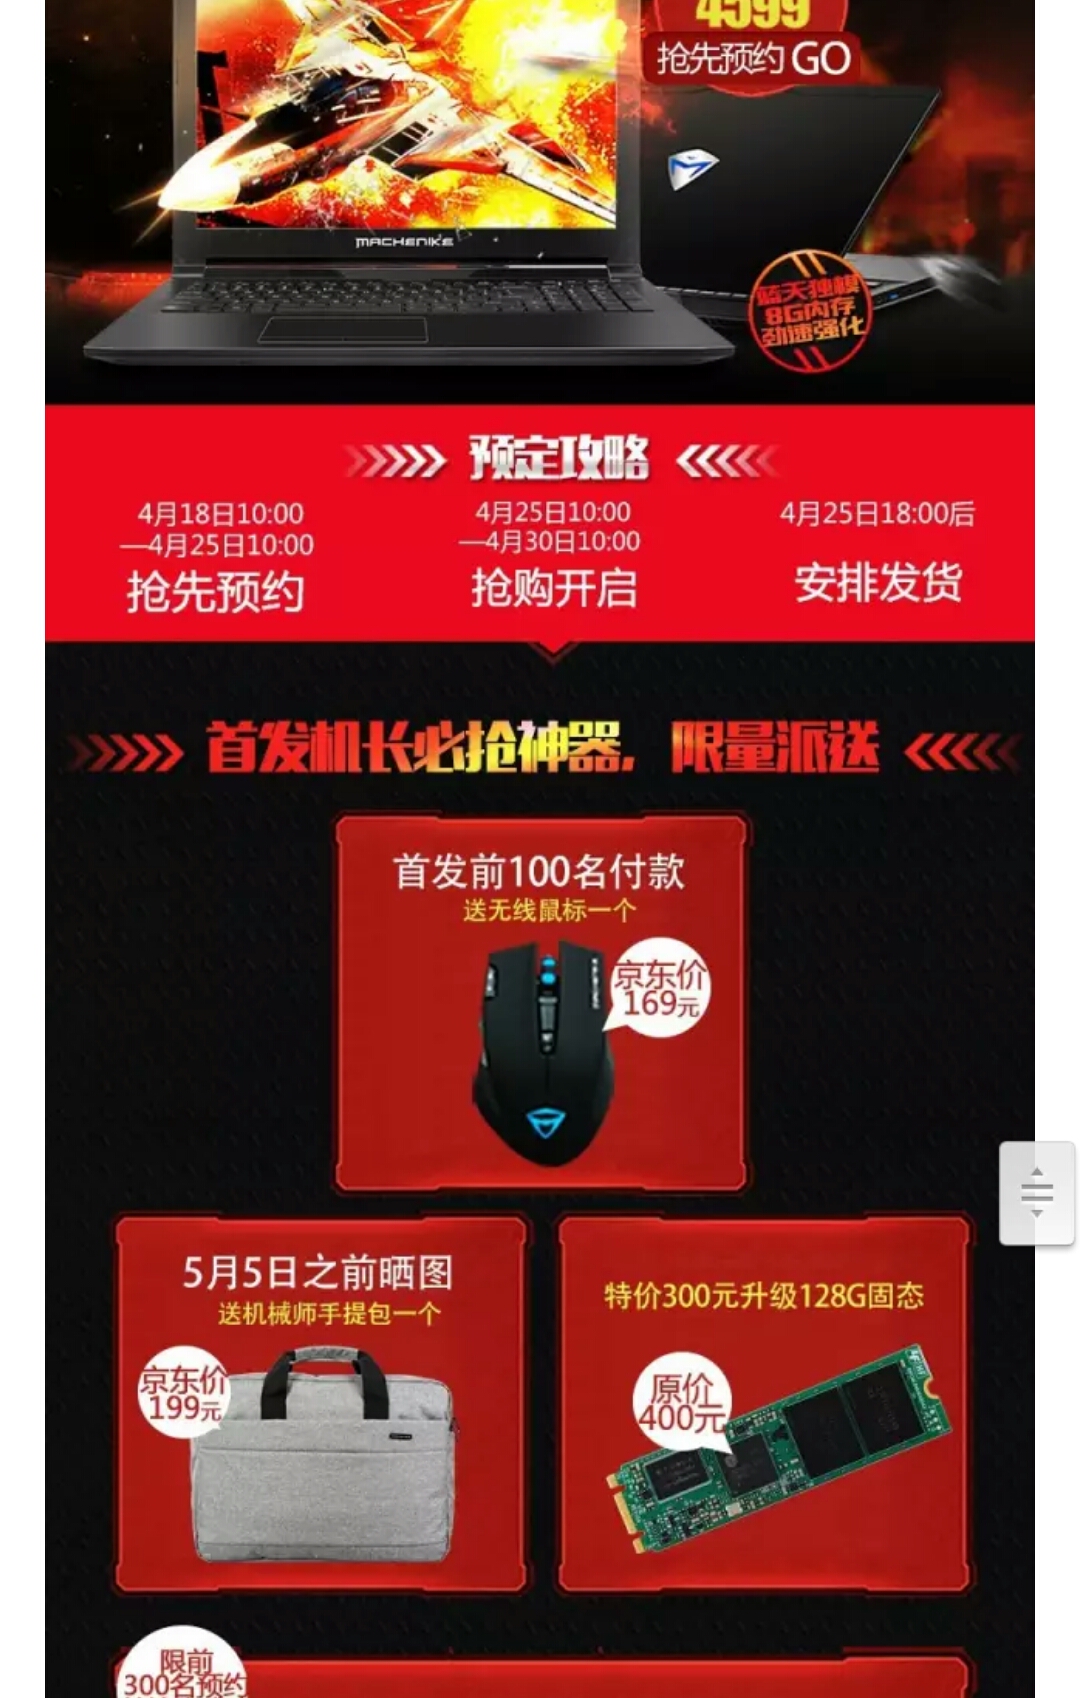 4599
抢先预约 GO
MACHENIKE
蓝天独模
8G内存
劲速强化
预定攻略
4月18日10:00
—4月25日10:00
抢先预约
4月25日10:00
—4月30日10:00
抢购开启
4月25日18:00后
安排发货
首发机长必抢神器，限量派送
首发前100名付款
送无线鼠标一个
京东价
169元
5月5日之前晒图
送机械师手提包一个
京东价
199元
特价300元升级128G固态
原价
400元
限前
300名预约